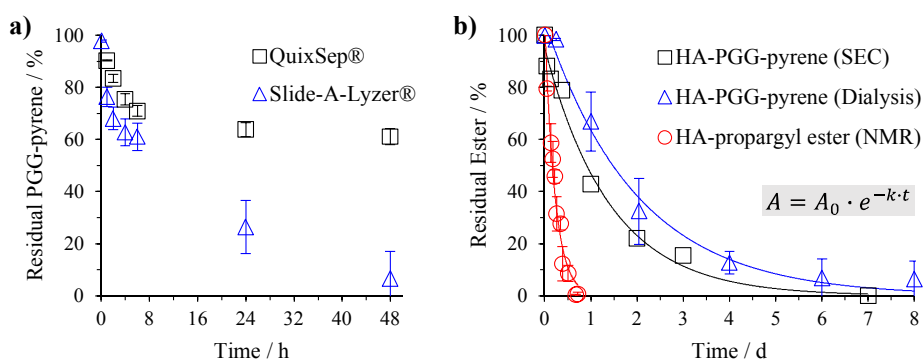 a)
Residual PGG-pyrene / %
100
80
60
40
20
0
0 8 16 24 32 40 48
Time / h
QuixSep®
Slide-A-Lyzer®
b)
Residual Ester / %
100
80
60
40
20
0
0 1 2 3 4 5 6 7 8
Time / d
HA-PGG-pyrene (SEC)
HA-PGG-pyrene (Dialysis)
HA-propargyl ester (NMR)
A = A₀ · e⁻ᵏ·ᵗ